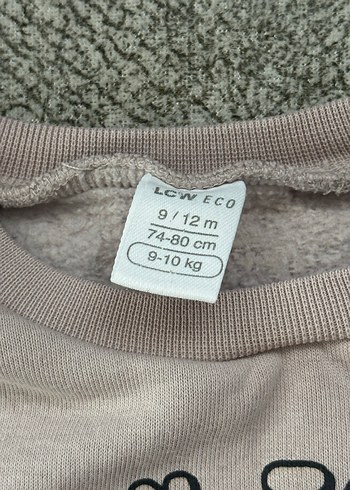 LCW ECO
9 / 12 m
74-80 cm
9-10 kg